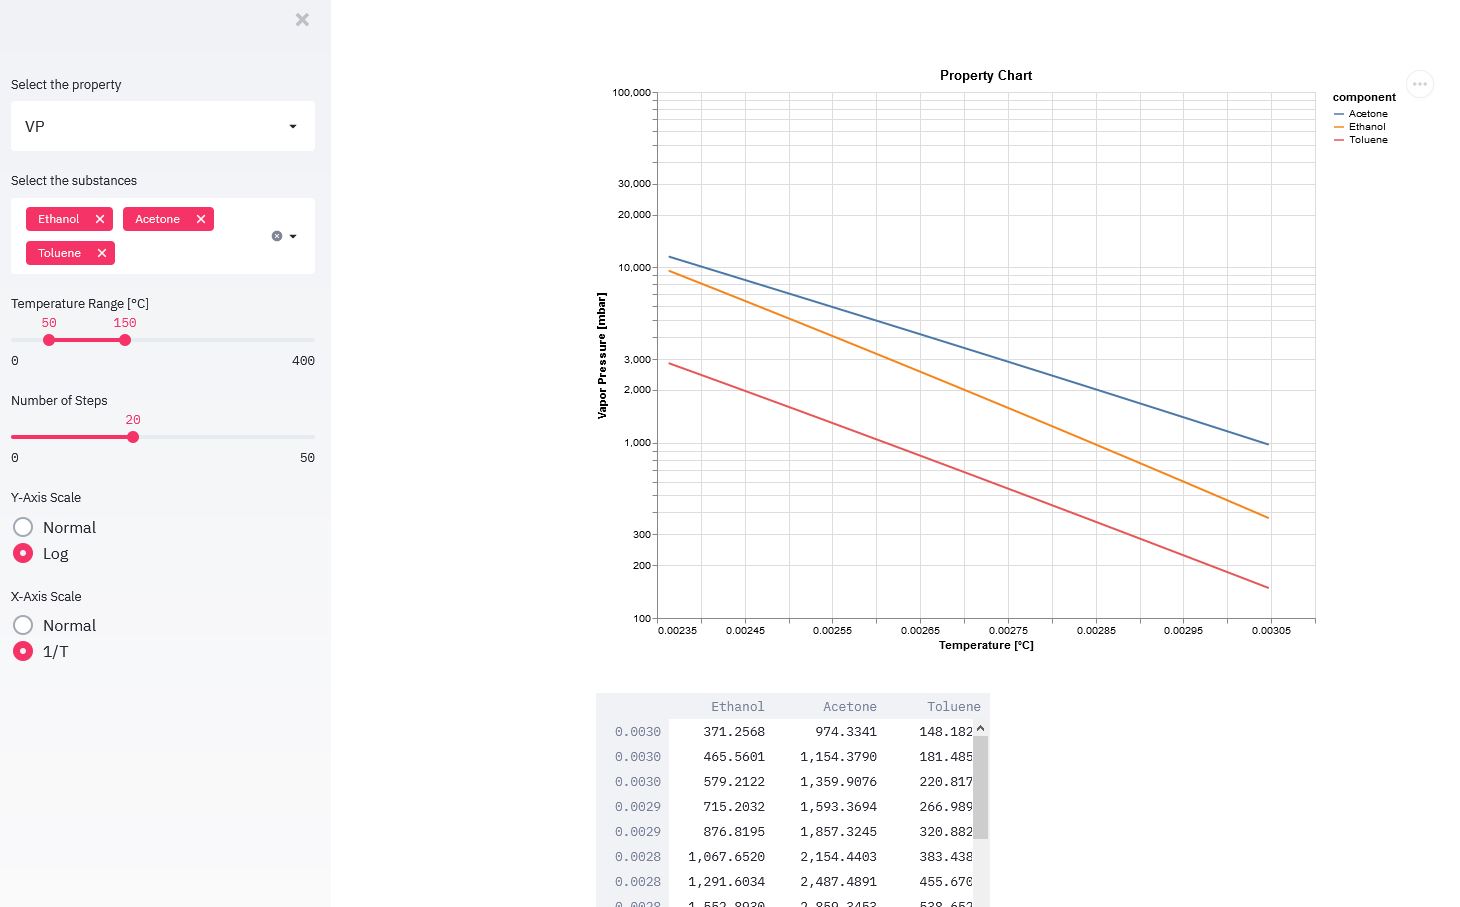 Select the property
VP
Select the substances
Ethanol
Acetone
Toluene
Temperature Range [°C]
50 150
0 400
Number of Steps
20
0 50
Y-Axis Scale
Normal
Log
X-Axis Scale
Normal
1/T
Property Chart
component
Acetone
Ethanol
Toluene
Vapor Pressure [mbar]
100,000
30,000
20,000
10,000
3,000
2,000
1,000
300
200
100
0.00235 0.00245 0.00255 0.00265 0.00275 0.00285 0.00295 0.00305
Temperature [°C]
Ethanol Acetone Toluene
0.0030 371.2568 974.3341 148.182
0.0030 465.5601 1,154.3790 181.485
0.0030 579.2122 1,359.9076 220.817
0.0029 715.2032 1,593.3694 266.989
0.0029 876.8195 1,857.3245 320.882
0.0028 1,067.6520 2,154.4403 383.438
0.0028 1,291.6034 2,487.4891 455.670